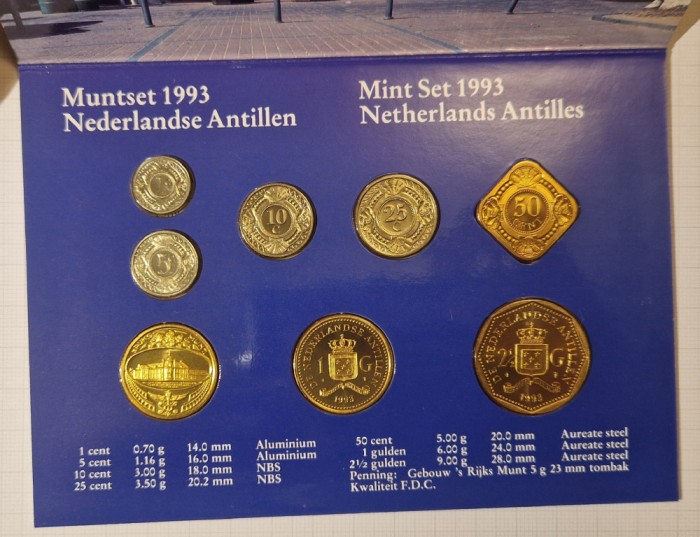 Muntset 1993
Nederlandse Antillen
Mint Set 1993
Netherlands Antilles
10
C
25
C
50
5
DE NEDERLANDSE ANTILLEN
1 G
1993
DE NEDERLANDSE ANTILLEN
2½ G
1993
1 cent 0.70 g 14.0 mm Aluminium
5 cent 1.16 g 16.0 mm Aluminium
10 cent 3.00 g 18.0 mm NBS
25 cent 3.50 g 20.2 mm NBS
50 cent 5.00 g 20.0 mm Aureate steel
1 gulden 6.00 g 24.0 mm Aureate steel
2½ gulden 9.00 g 28.0 mm Aureate steel
Penning: Gebouw 's Rijks Munt 5 g 23 mm tombak
Kwaliteit F.D.C.